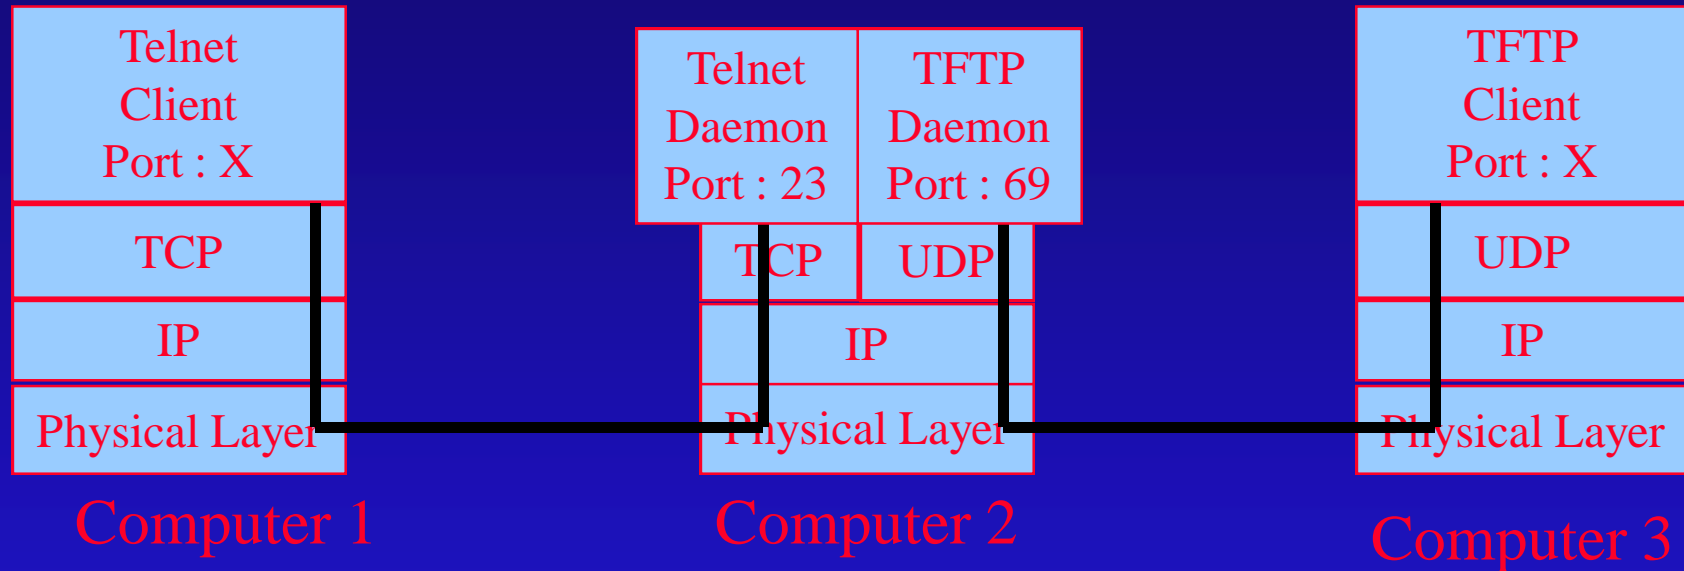 Telnet
Client
Port : X
TCP
IP
Physical Layer
Computer 1
Telnet
Daemon
Port : 23
TFTP
Daemon
Port : 69
TCP
UDP
IP
Physical Layer
Computer 2
TFTP
Client
Port : X
UDP
IP
Physical Layer
Computer 3